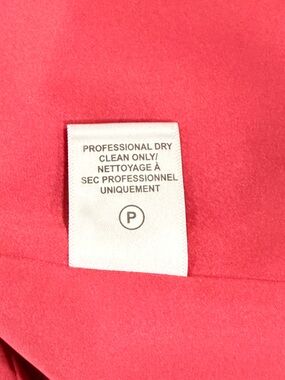 PROFESSIONAL DRY
CLEAN ONLY/
NETTOYAGE À
SEC PROFESSIONNEL
UNIQUEMENT
P